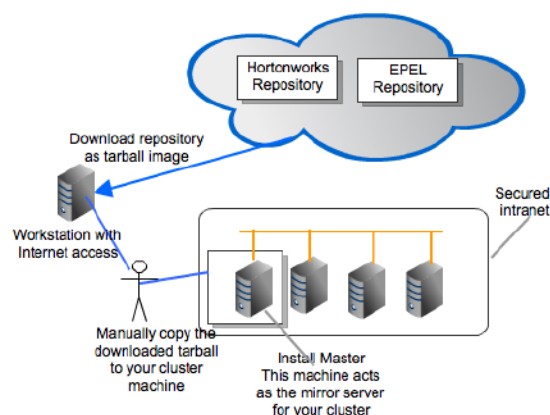 Hortonworks
Repository
EPEL
Repository
Download repository
as tarball image
Secured
intranet
Workstation with
Internet access
Manually copy the
downloaded tarball
to your cluster
machine
Install Master
This machine acts
as the mirror server
for your cluster